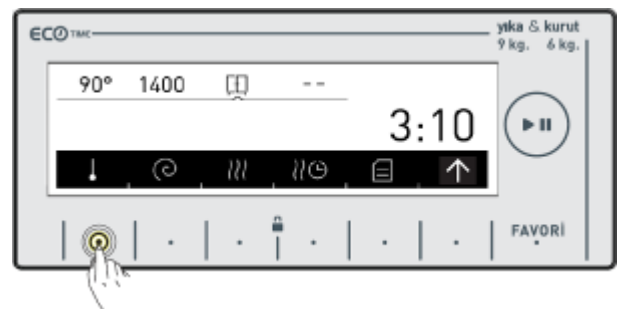 ECO TIME
yıka & kurut
9 kg. 6 kg.
90° 1400 --
3:10
FAVORİ